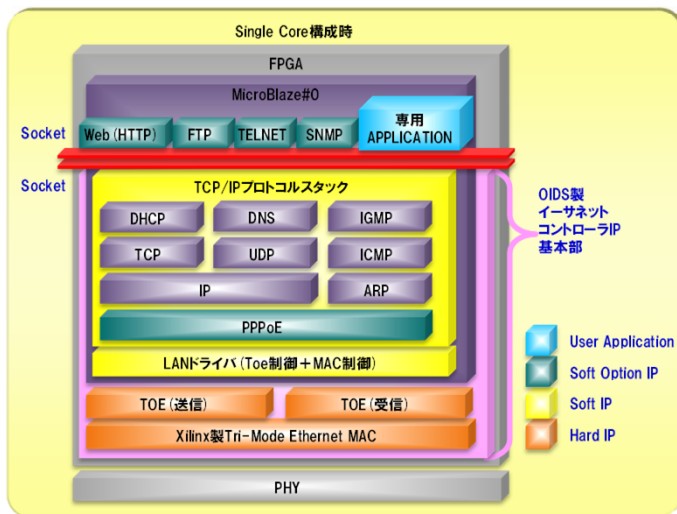 Single Core構成時
FPGA
MicroBlaze#0
Socket
Web(HTTP)
FTP
TELNET
SNMP
専用
APPLICATION
Socket
TCP/IPプロトコルスタック
DHCP
DNS
IGMP
TCP
UDP
ICMP
IP
ARP
PPPoE
LANドライバ(Toe制御＋MAC制御)
TOE(送信)
TOE(受信)
Xilinx製Tri-Mode Ethernet MAC
PHY
OIDS製
イーサネット
コントローラIP
基本部
User Application
Soft Option IP
Soft IP
Hard IP